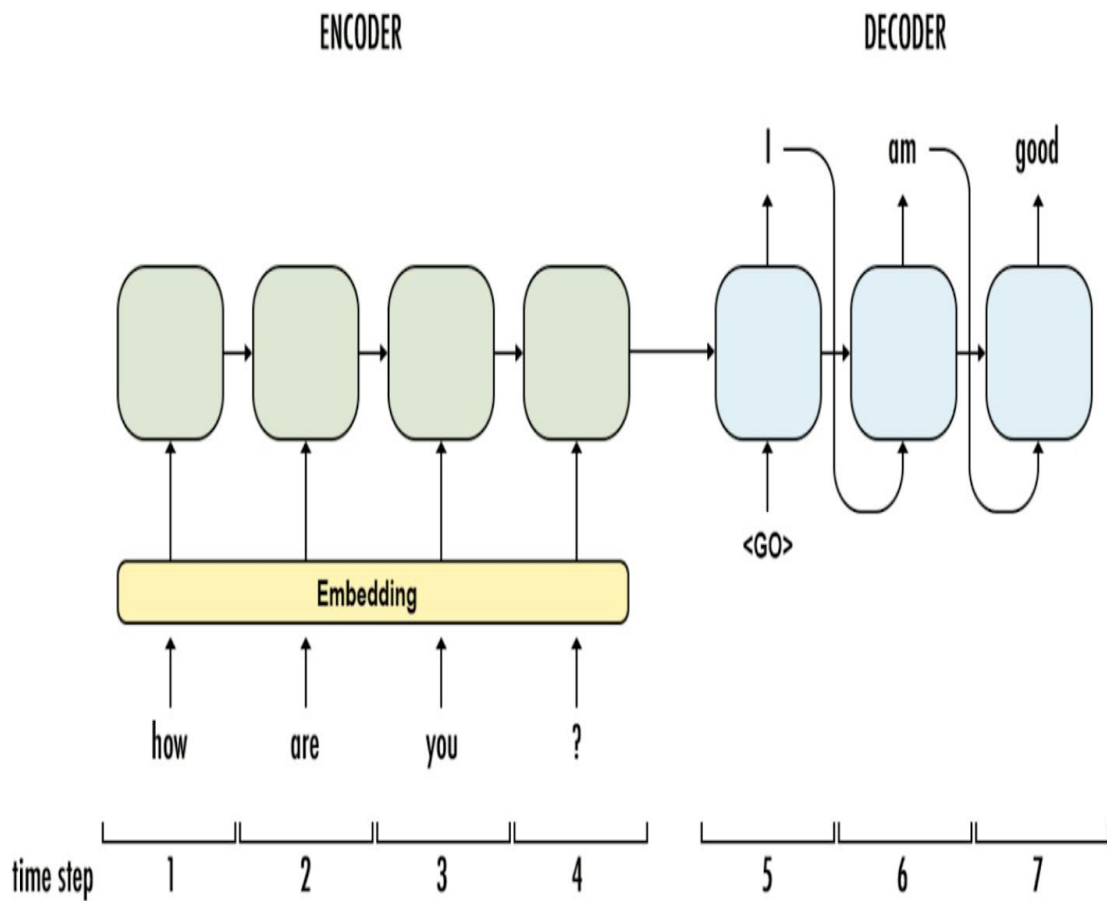 ENCODER DECODER
I am good
<GO>
Embedding
how are you ?
time step 1 2 3 4 5 6 7